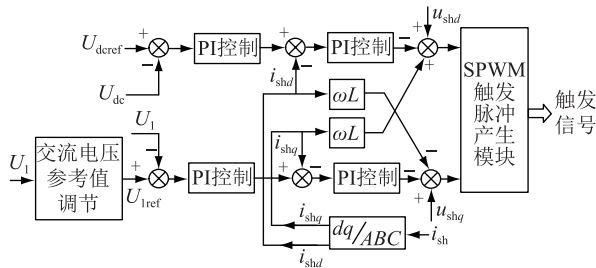 +
U_dcref
−
U_dc
PI控制
+
−
i_shd
PI控制
−
u_shd
+
+
ωL
ωL
SPWM
触发
脉冲
产生
模块
触发
信号
U_1
交流电压
参考值
调节
U_1
−
+
U_1ref
PI控制
i_shq
+
−
PI控制
−
−
+
u_shq
i_shq
i_shd
dq/ABC
i_sh